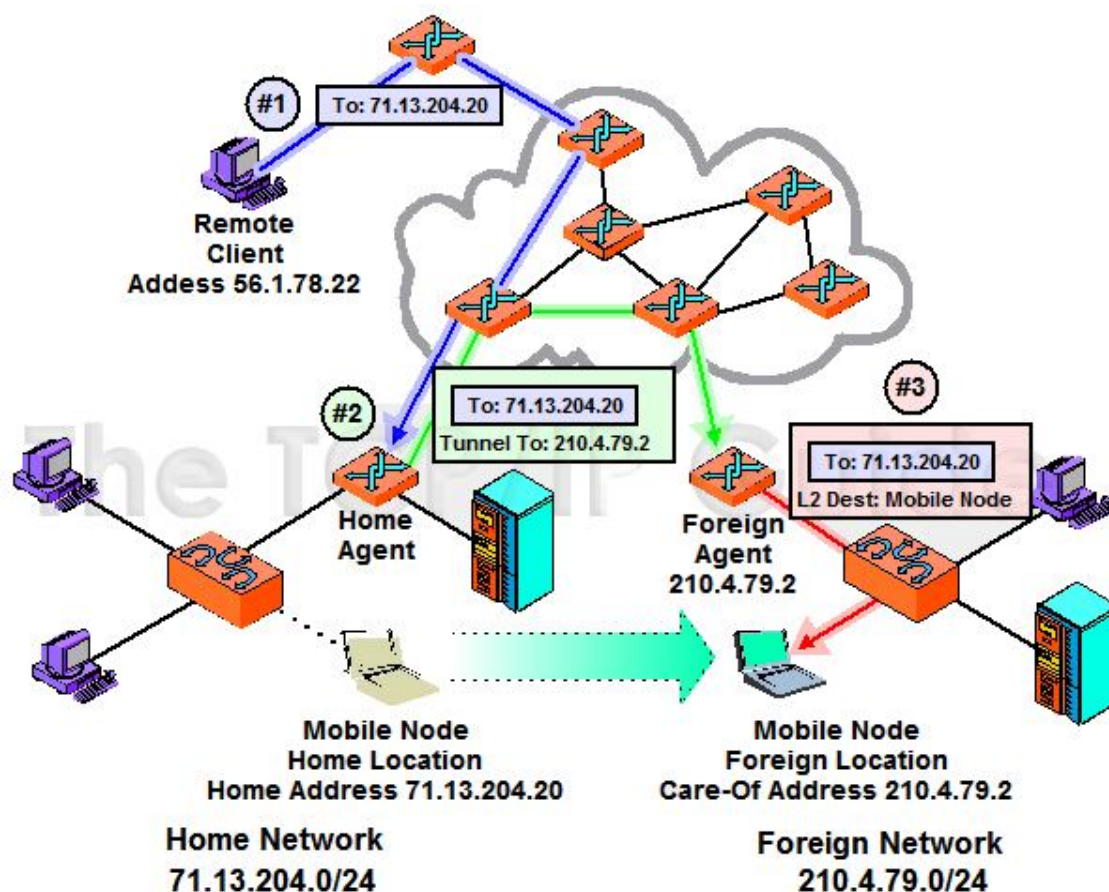 #1
To: 71.13.204.20
Remote
Client
Addess 56.1.78.22
#2
To: 71.13.204.20
Tunnel To: 210.4.79.2
#3
To: 71.13.204.20
L2 Dest: Mobile Node
The TCP/IP Guide
Home
Agent
Foreign
Agent
210.4.79.2
Mobile Node
Home Location
Home Address 71.13.204.20
Mobile Node
Foreign Location
Care-Of Address 210.4.79.2
Home Network
71.13.204.0/24
Foreign Network
210.4.79.0/24